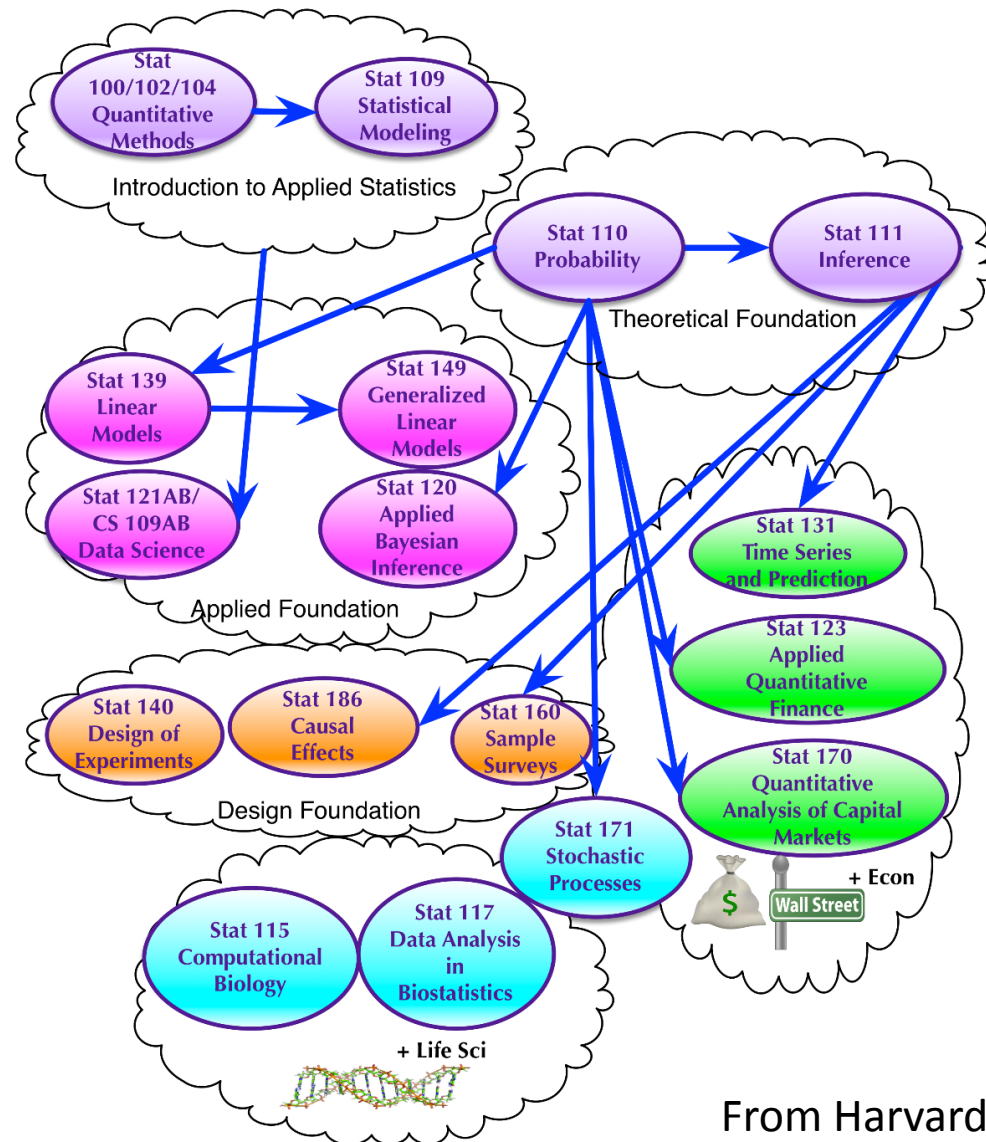 Stat
100/102/104
Quantitative
Methods
Stat 109
Statistical
Modeling
Introduction to Applied Statistics
Stat 110
Probability
Stat 111
Inference
Theoretical Foundation
Stat 139
Linear
Models
Stat 149
Generalized
Linear
Models
Stat 121AB/
CS 109AB
Data Science
Stat 120
Applied
Bayesian
Inference
Applied Foundation
Stat 131
Time Series
and Prediction
Stat 123
Applied
Quantitative
Finance
Stat 140
Design of
Experiments
Stat 186
Causal
Effects
Stat 160
Sample
Surveys
Design Foundation
Stat 170
Quantitative
Analysis of Capital
Markets
+ Econ
$
Wall Street
Stat 171
Stochastic
Processes
Stat 115
Computational
Biology
Stat 117
Data Analysis
in
Biostatistics
+ Life Sci
From Harvard